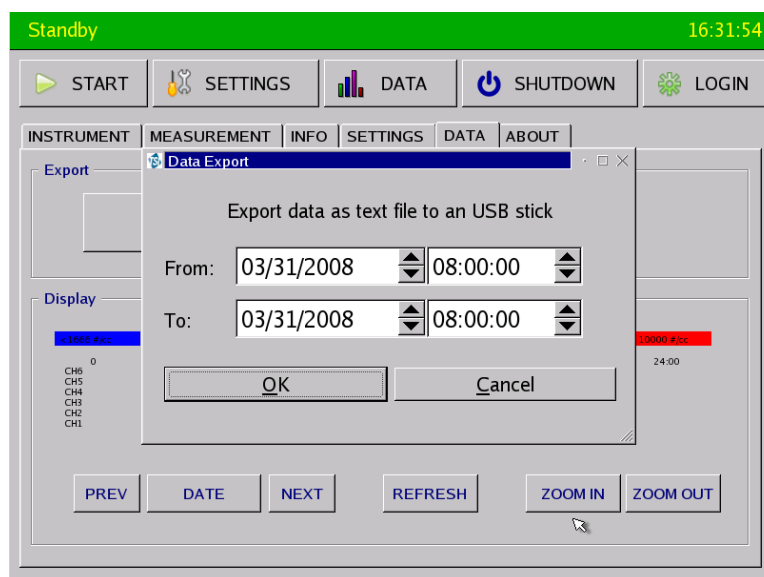 Standby 16:31:54
START SETTINGS DATA SHUTDOWN LOGIN
INSTRUMENT MEASUREMENT INFO SETTINGS DATA ABOUT
Data Export
Export
Export data as text file to an USB stick
From: 03/31/2008 08:00:00
To: 03/31/2008 08:00:00
OK Cancel
Display
10000 #/cc
0 24:00
CH6
CH5
CH4
CH3
CH2
CH1
PREV DATE NEXT REFRESH ZOOM IN ZOOM OUT